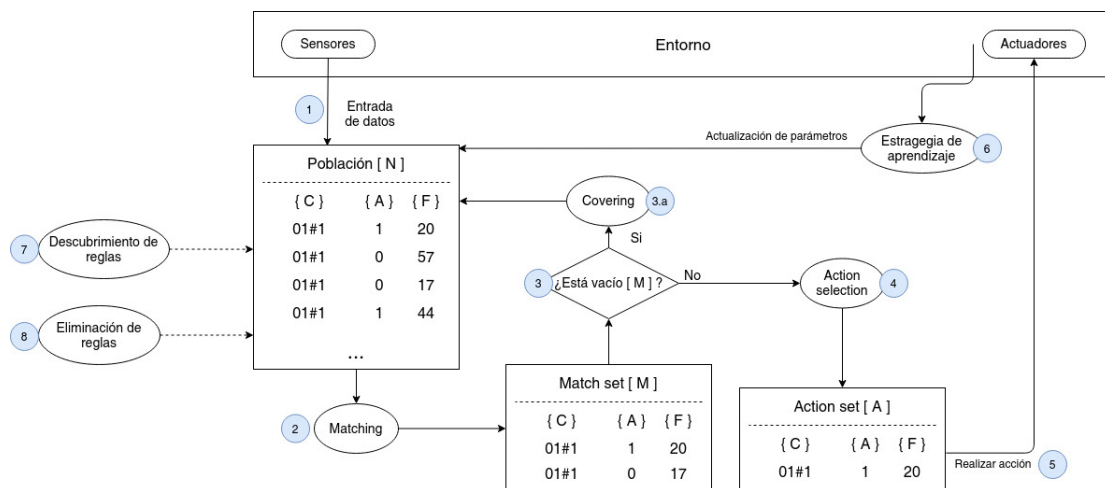 Sensores
Entorno
Actuadores
1
Entrada
de datos
Actualización de parámetros
Estragegia de
aprendizaje
6
Población [ N ]
{ C } { A } { F }
01#1 1 20
01#1 0 57
01#1 0 17
01#1 1 44
...
Covering
3.a
Si
7
Descubrimiento de
reglas
3
¿Está vacío [ M ] ?
No
Action
selection
4
8
Eliminación de
reglas
2
Matching
Match set [ M ]
{ C } { A } { F }
01#1 1 20
01#1 0 17
Action set [ A ]
{ C } { A } { F }
01#1 1 20
Realizar acción
5